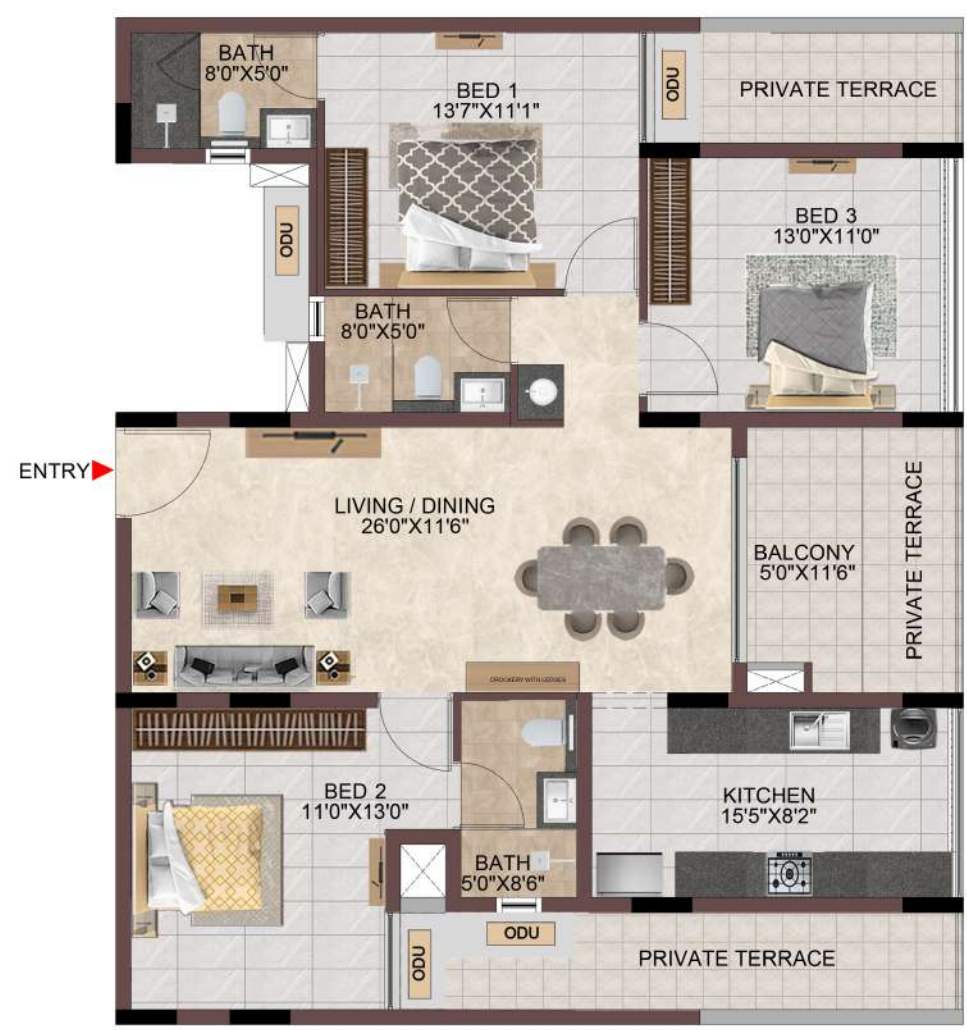 BATH
8'0"X5'0"
BED 1
13'7"X11'1"
ODU
PRIVATE TERRACE
ODU
BED 3
13'0"X11'0"
BATH
8'0"X5'0"
ENTRY
LIVING / DINING
26'0"X11'6"
BALCONY
5'0"X11'6"
PRIVATE TERRACE
CROCKERY WITH LEDGES
BED 2
11'0"X13'0"
KITCHEN
15'5"X8'2"
BATH
5'0"X8'6"
ODU
ODU
PRIVATE TERRACE